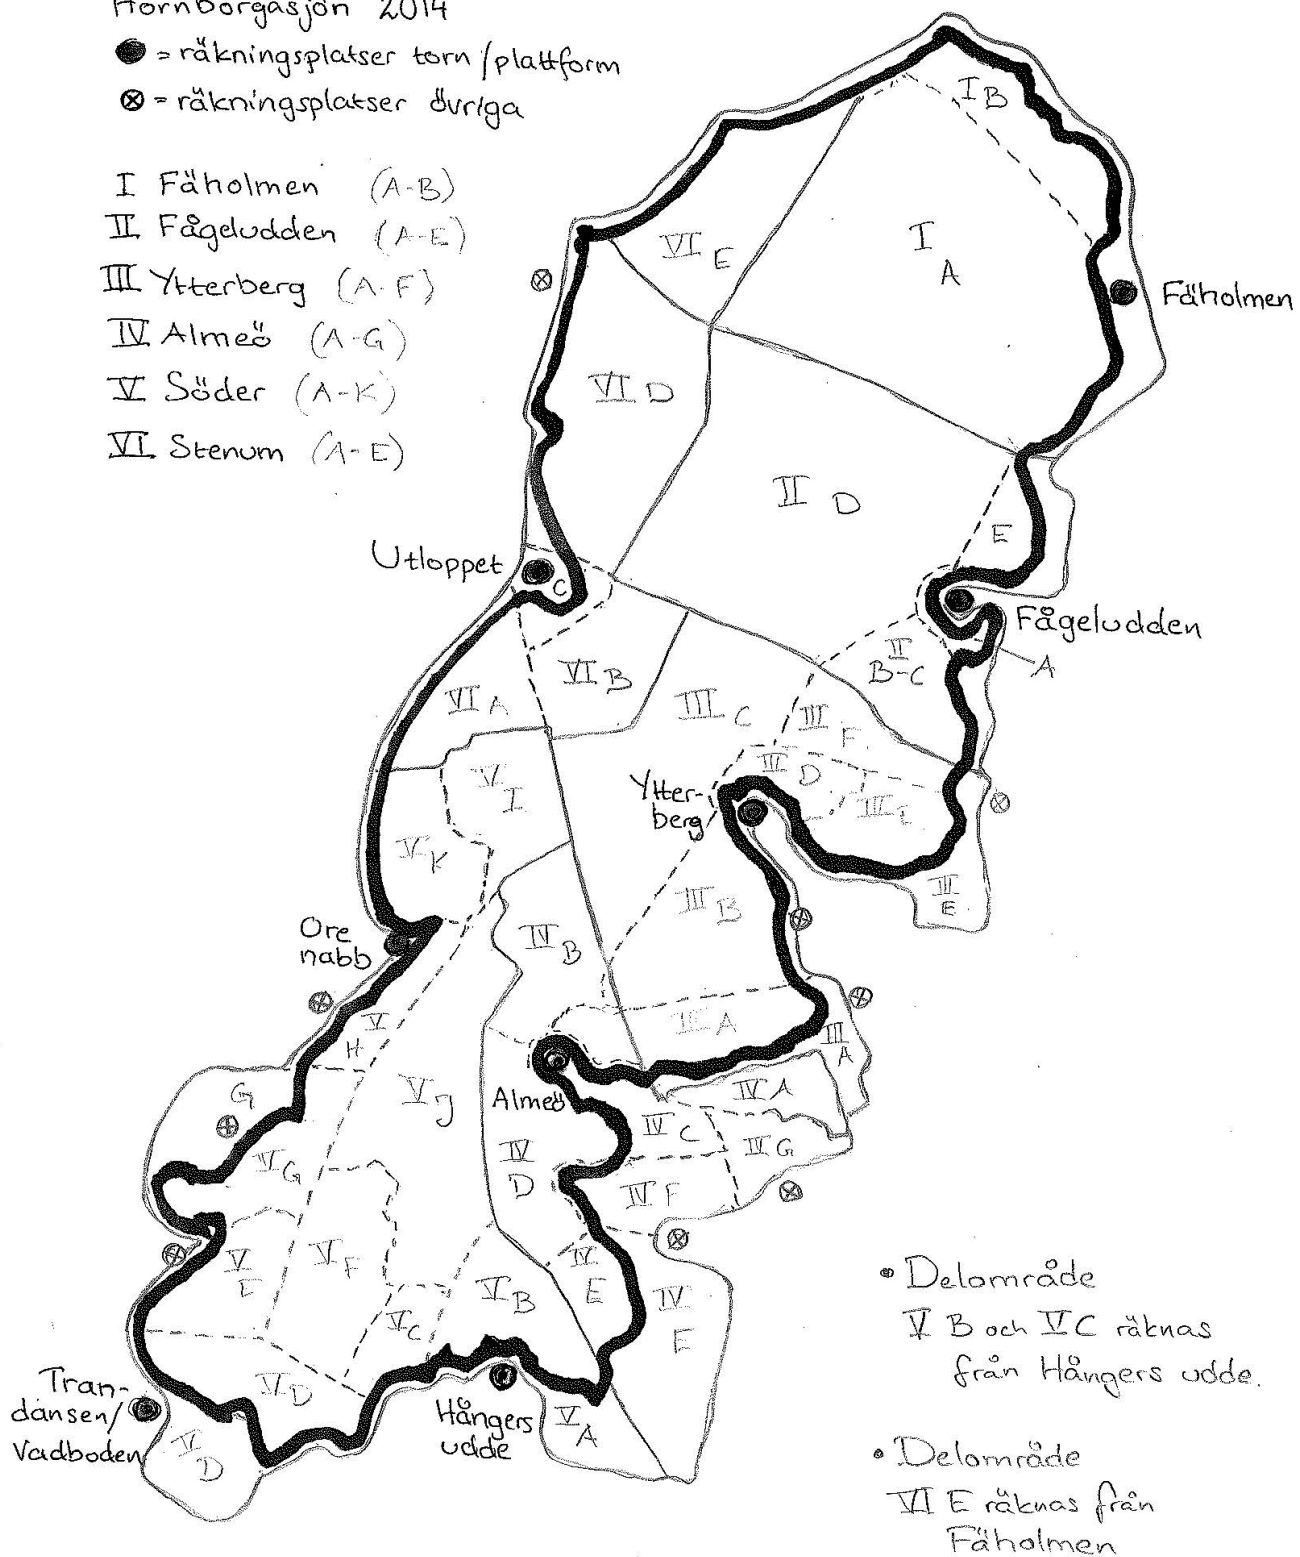 Hornborgasjön 2014
● = räkningsplatser torn/plattform
⊗ = räkningsplatser övriga
I Fäholmen (A-B)
II Fågeludden (A-E)
III Ytterberg (A-F)
IV Almeö (A-G)
V Söder (A-K)
VI Stenum (A-E)
I B
I A
VI E
Fäholmen
VI D
II D
E
Utloppet
C
Fågeludden
A
II B-C
VI B
VI A
III C
III F
III D
III E
V I
Ytter-
berg
V K
III E
III B
Ore
nabb
IV B
III A
III A
V H
V J
Almeö
IV A
G
IV C
IV D
V G
IV F
V E
V F
IV E
IV E
V B
V C
V D
Tran-
dansen/
Vadboden
V D
Hångers
udde
V A
• Delområde
V B och V C räknas
från Hångers udde.
• Delområde
VI E räknas från
Fäholmen